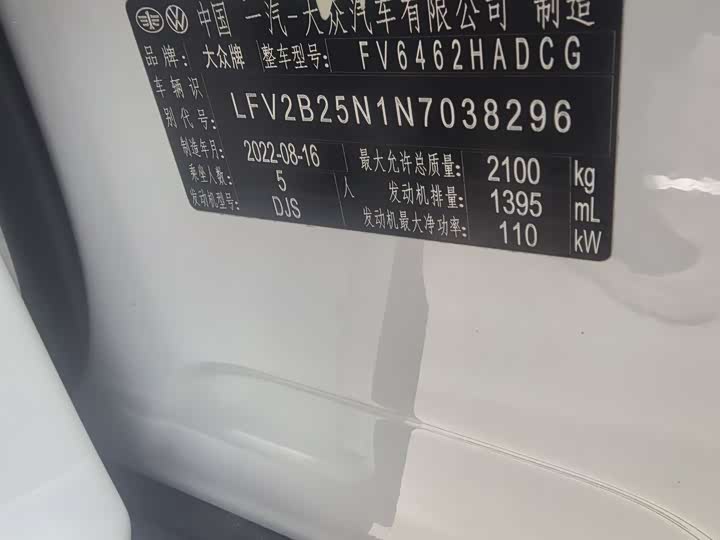 中国 一汽-大众汽车有限公司 制造
品牌: 大众牌 整车型号: FV6462HADCG
车辆识别代号: LFV2B25N1N7038296
制造年月: 2022-08-16 最大允许总质量: 2100 kg
乘座人数: 5 人 发动机排量: 1395 mL
发动机型号: DJS 发动机最大净功率: 110 kW